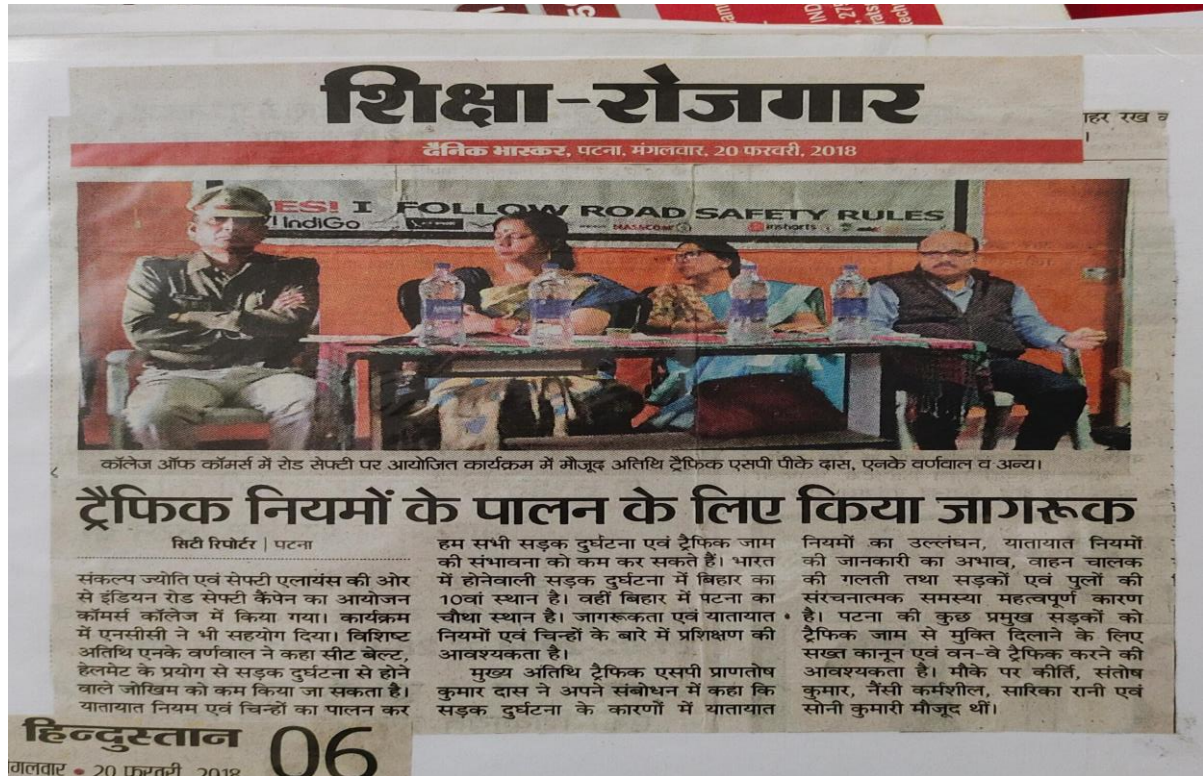 शिक्षा-रोजगार
दैनिक भास्कर, पटना, मंगलवार, 20 फरवरी, 2018
हर रख
ES! I FOLLOW ROAD SAFETY RULES
IndiGo
NASSCOM
inshorts
कॉलेज ऑफ कॉमर्स में रोड सेफ्टी पर आयोजित कार्यक्रम में मौजूद अतिथि ट्रैफिक एसपी पीके दास, एनके वर्णवाल व अन्य।
ट्रैफिक नियमों के पालन के लिए किया जागरूक
सिटी रिपोर्टर | पटना
संकल्प ज्योति एवं सेफ्टी एलायंस की ओर
से इंडियन रोड सेफ्टी कैंपेन का आयोजन
कॉमर्स कॉलेज में किया गया। कार्यक्रम
में एनसीसी ने भी सहयोग दिया। विशिष्ट
अतिथि एनके वर्णवाल ने कहा सीट बेल्ट,
हेलमेट के प्रयोग से सड़क दुर्घटना से होने
वाले जोखिम को कम किया जा सकता है।
यातायात नियम एवं चिन्हों का पालन कर
हम सभी सड़क दुर्घटना एवं ट्रैफिक जाम
की संभावना को कम कर सकते हैं। भारत
में होनेवाली सड़क दुर्घटना में बिहार का
10वां स्थान है। वहीं बिहार में पटना का
चौथा स्थान है। जागरूकता एवं यातायात
नियमों एवं चिन्हों के बारे में प्रशिक्षण की
आवश्यकता है।
मुख्य अतिथि ट्रैफिक एसपी प्राणतोष
कुमार दास ने अपने संबोधन में कहा कि
सड़क दुर्घटना के कारणों में यातायात
नियमों का उल्लंघन, यातायात नियमों
की जानकारी का अभाव, वाहन चालक
की गलती तथा सड़कों एवं पुलों की
संरचनात्मक समस्या महत्वपूर्ण कारण
है। पटना की कुछ प्रमुख सड़कों को
ट्रैफिक जाम से मुक्ति दिलाने के लिए
सख्त कानून एवं वन-वे ट्रैफिक करने की
आवश्यकता है। मौके पर कीर्ति, संतोष
कुमार, नैंसी कर्मशील, सारिका रानी एवं
सोनी कुमारी मौजूद थीं।
हिन्दुस्तान 06
गलवार • 20 फरवरी 2018